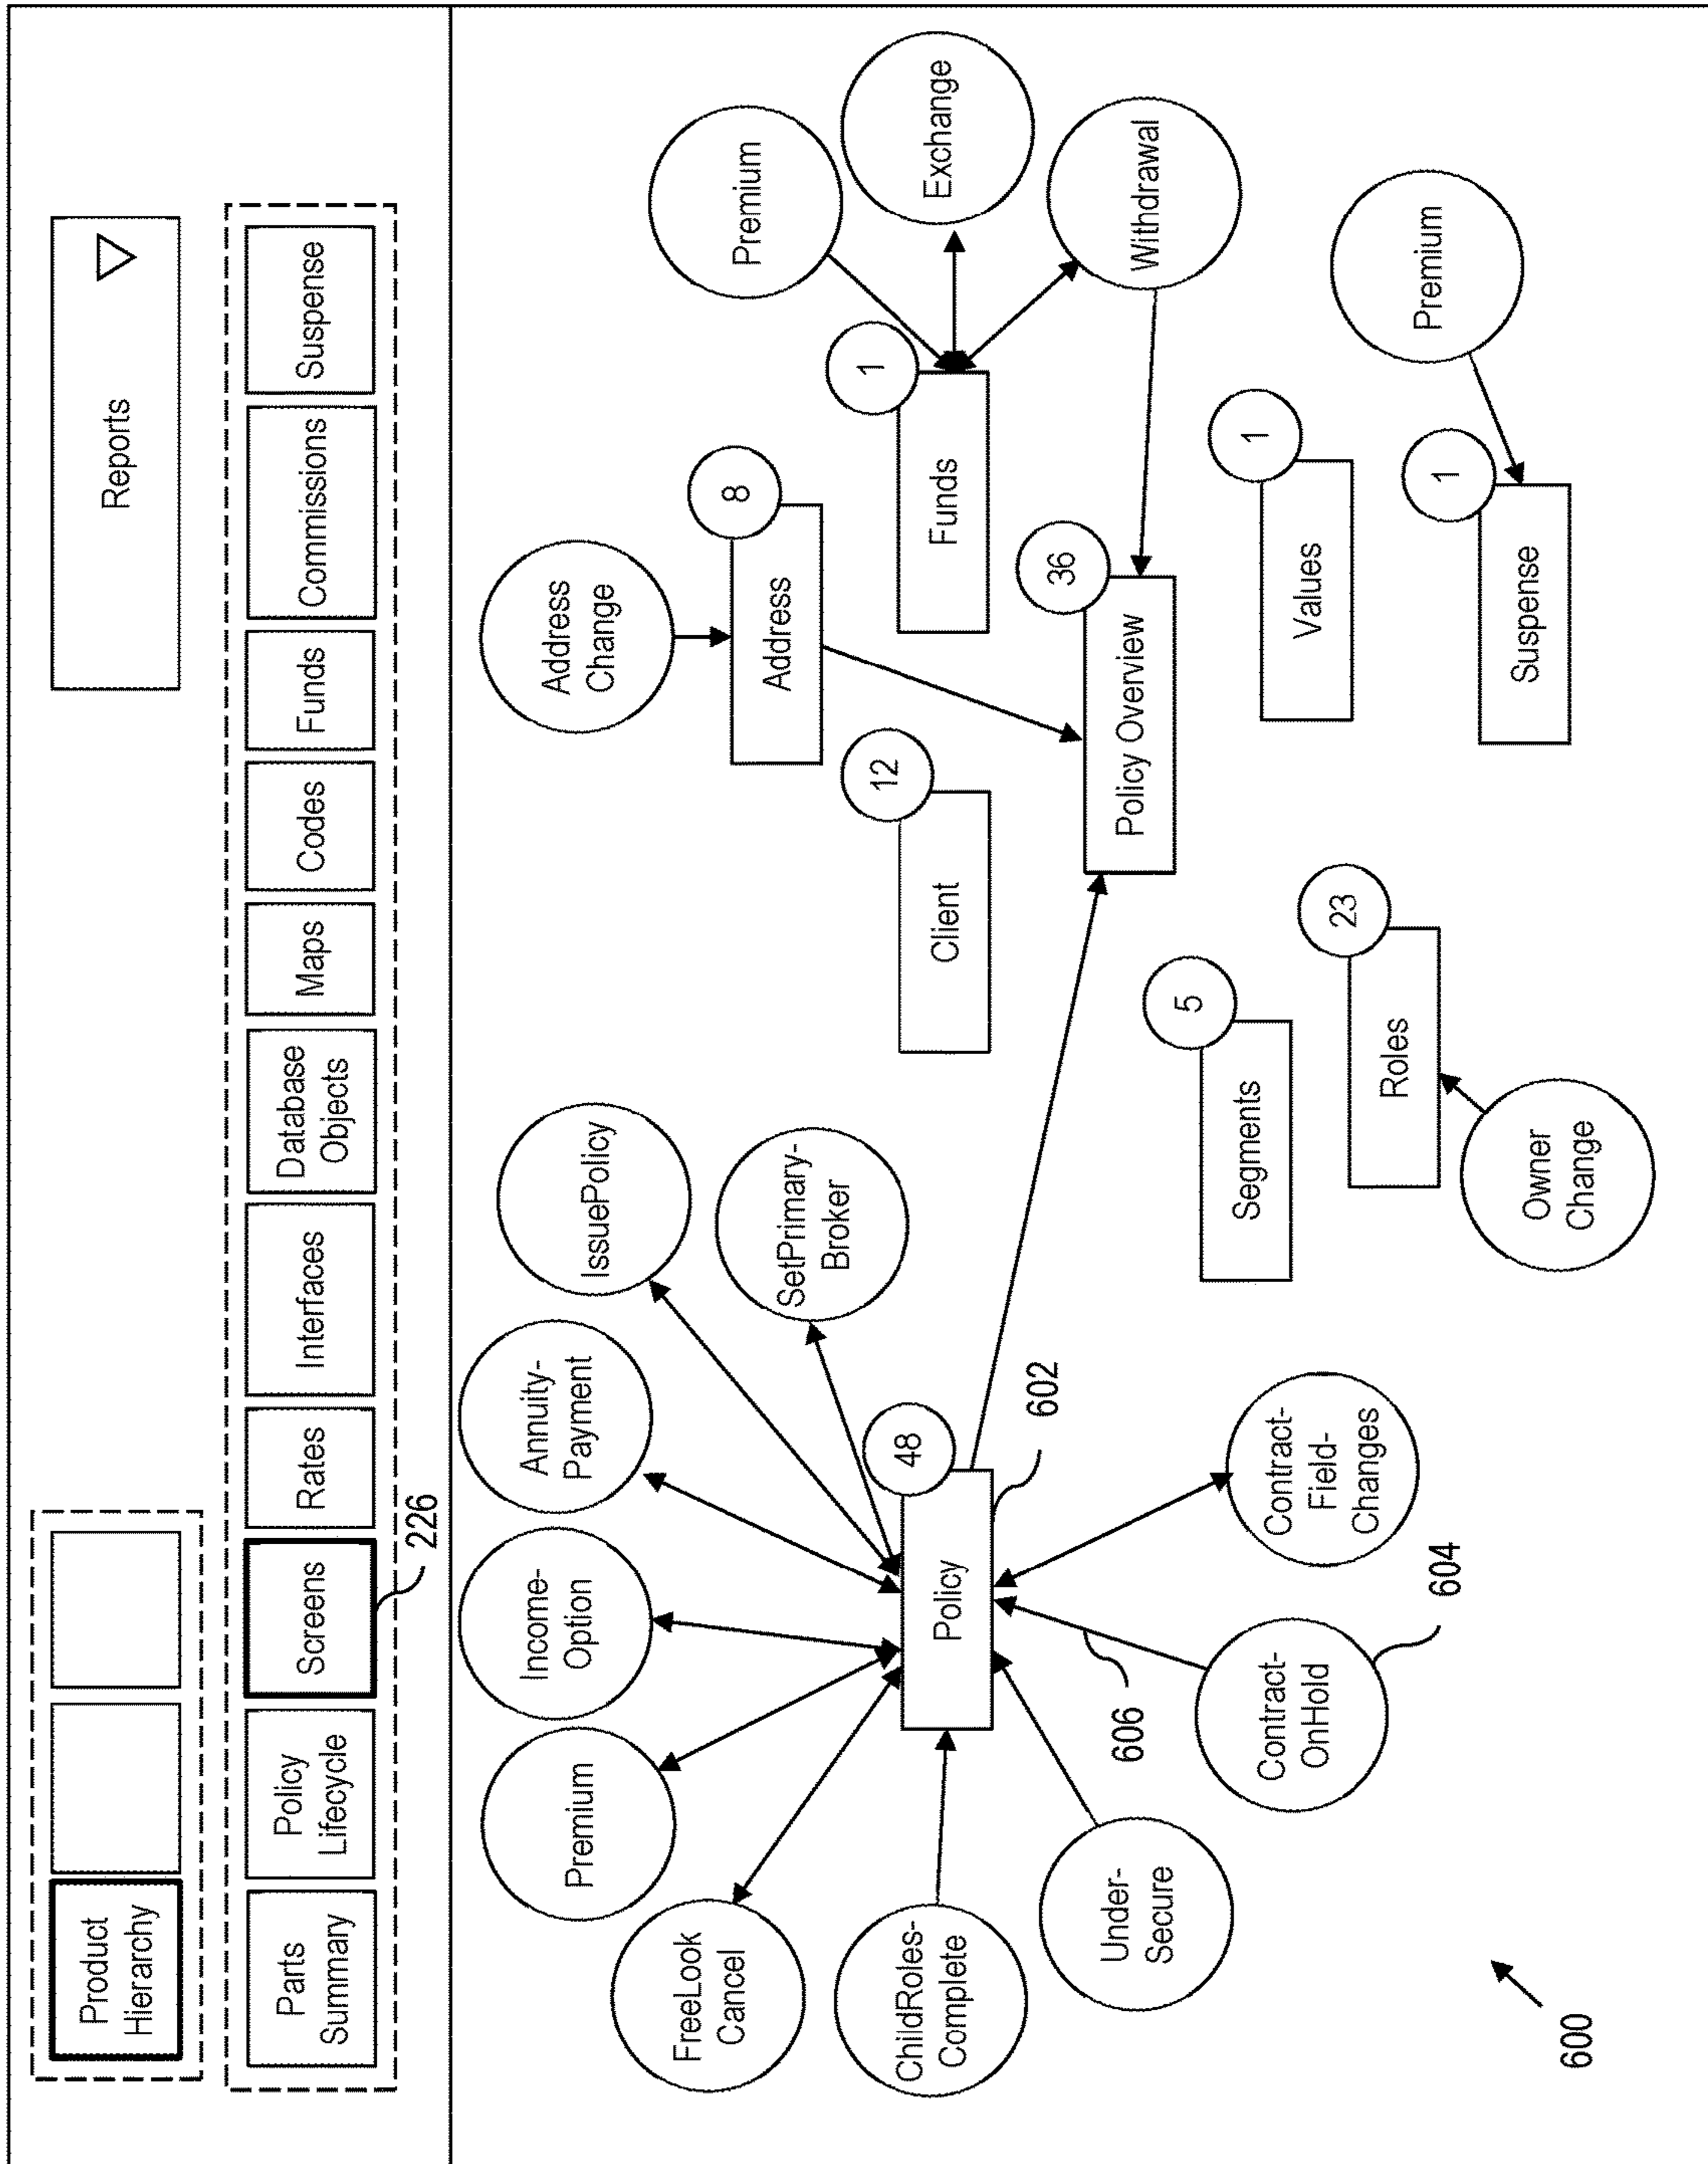 Product
Hierarchy
Reports
Parts
Summary
Policy
Lifecycle
Screens
Rates
Interfaces
Database
Objects
Maps
Codes
Funds
Commissions
Suspense
226
Premium
Income-
Option
Annuity-
Payment
IssuePolicy
Address
Change
FreeLook
Cancel
SetPrimary-
Broker
8
Address
Premium
ChildRoles-
Complete
48
Policy
12
Client
1
Funds
Exchange
602
Under-
Secure
606
36
Policy Overview
Withdrawal
Contract-
OnHold
Contract-
Field-
Changes
5
Segments
1
Values
604
23
Roles
Premium
Owner
Change
1
Suspense
600